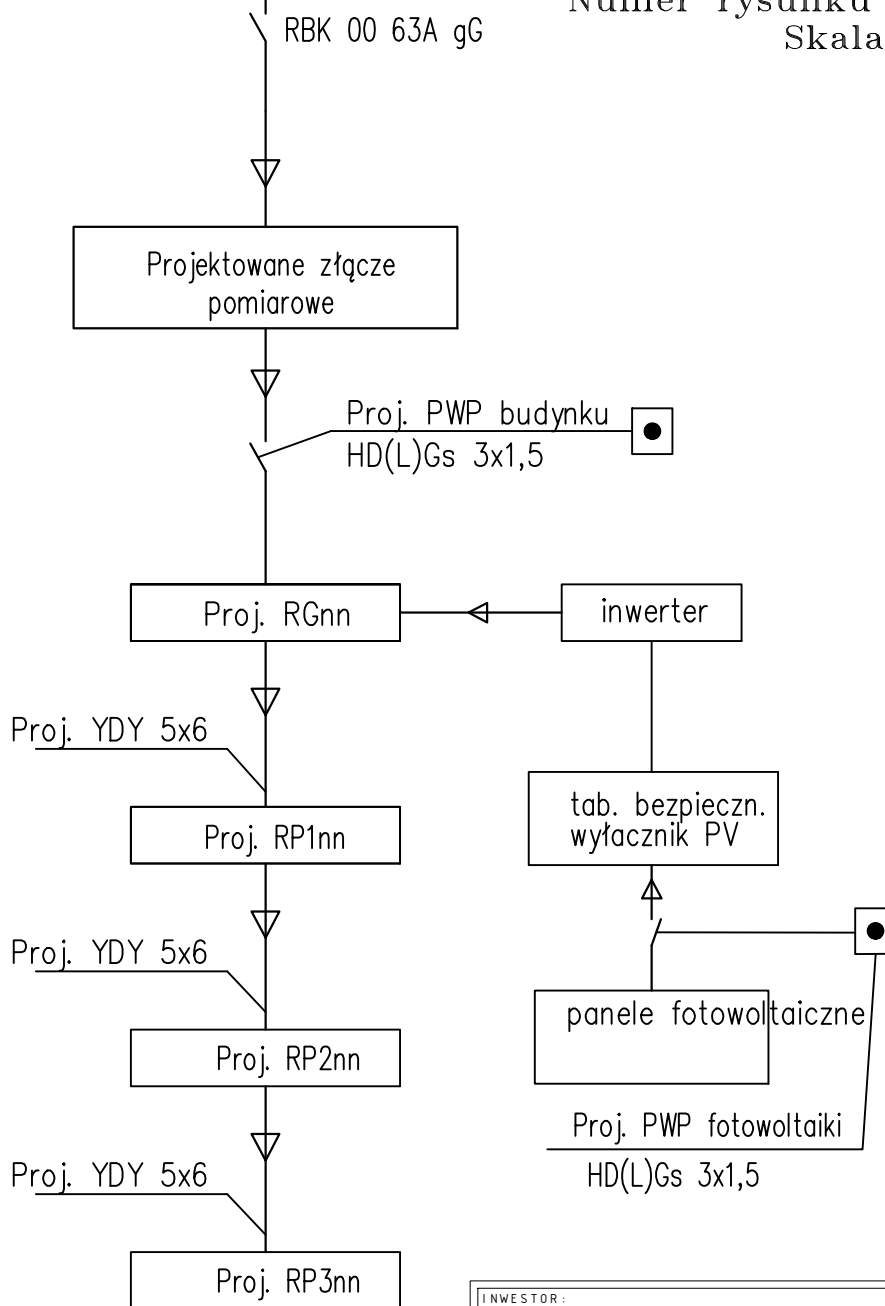 Numer rysunku
Skala
RBK 00 63A gG
Projektowane złącze
pomiarowe
Proj. PWP budynku
HD(L)Gs 3x1,5
Proj. RGnn
inwerter
Proj. YDY 5x6
tab. bezpieczn.
wyłacznik PV
Proj. RP1nn
Proj. YDY 5x6
panele fotowoltaiczne
Proj. RP2nn
Proj. PWP fotowoltaiki
HD(L)Gs 3x1,5
Proj. YDY 5x6
Proj. RP3nn
INWESTOR: